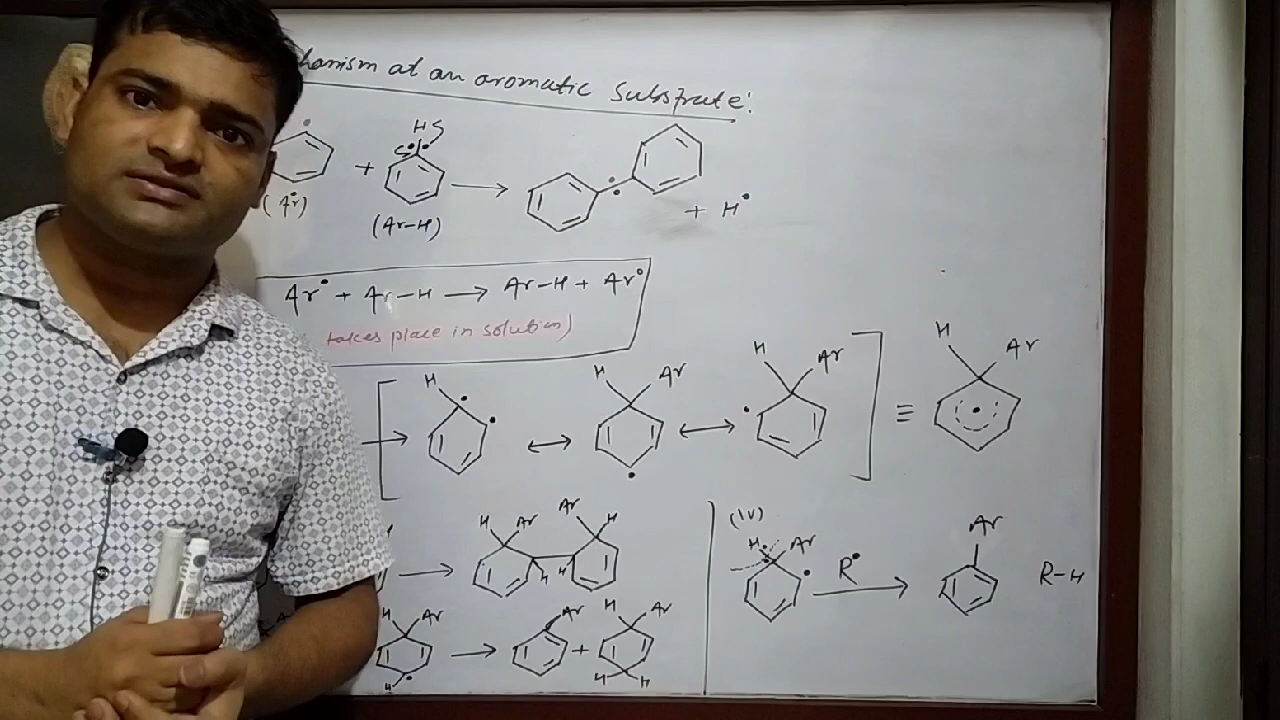 hanism at an aromatic Substrate:
H S
+ →
(Ar•) (Ar-H) + H•
Ar• + Ar-H → Ar-H + Ar•
takes place in solution)
H H Ar H Ar H Ar
→ ↔ ↔ ≡
H Ar Ar H
→ H H
(IV)
H Ar R• → Ar R-H
H Ar → Ar + H Ar
H H H